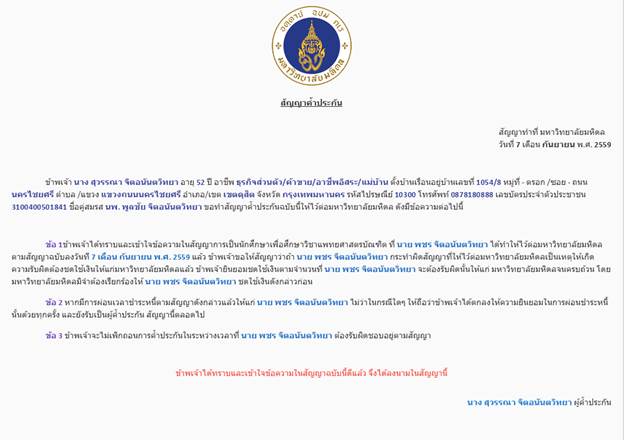 อตฺตานํ อุปมํ กเร
มหาวิทยาลัยมหิดล
สัญญาค้ำประกัน
สัญญาทำที่ มหาวิทยาลัยมหิดล
วันที่ 7 เดือน กันยายน พ.ศ. 2559
ข้าพเจ้า นาง สุวรรณา จิตอนันตวิทยา อายุ 52 ปี อาชีพ ธุรกิจส่วนตัว/ค้าขาย/อาชีพอิสระ/แม่บ้าน ตั้งบ้านเรือนอยู่บ้านเลขที่ 1054/8 หมู่ที่ - ตรอก /ซอย - ถนน
นครไชยศรี ตำบล /แขวง แขวงถนนนครไชยศรี อำเภอ/เขต เขตดุสิต จังหวัด กรุงเทพมหานคร รหัสไปรษณีย์ 10300 โทรศัพท์ 0878180888 เลขบัตรประจำตัวประชาชน
3100400501841 ชื่อคู่สมรส นพ. พูลชัย จิตอนันตวิทยา ขอทำสัญญาค้ำประกันฉบับนี้ให้ไว้ต่อมหาวิทยาลัยมหิดล ดังมีข้อความต่อไปนี้
ข้อ 1ข้าพเจ้าได้ทราบและเข้าใจข้อความในสัญญาการเป็นนักศึกษาเพื่อศึกษาวิชาแพทยศาสตรบัณฑิต ที่ นาย พชร จิตอนันตวิทยา ได้ทำให้ไว้ต่อมหาวิทยาลัยมหิดล
ตามสัญญาฉบับลงวันที่ 7 เดือน กันยายน พ.ศ. 2559 แล้ว ข้าพเจ้าขอให้สัญญาว่าถ้า นาย พชร จิตอนันตวิทยา กระทำผิดสัญญาที่ให้ไว้ต่อมหาวิทยาลัยมหิดลเป็นเหตุให้เกิด
ความรับผิดต้องชดใช้เงินให้แก่มหาวิทยาลัยมหิดลแล้ว ข้าพเจ้ายินยอมชดใช้เงินตามจำนวนที่ นาย พชร จิตอนันตวิทยา จะต้องรับผิดนั้นให้แก่ มหาวิทยาลัยมหิดลจนครบถ้วน โดย
มหาวิทยาลัยมหิดลมิจำต้องเรียกร้องให้ นาย พชร จิตอนันตวิทยา ชดใช้เงินดังกล่าวก่อน
ข้อ 2 หากมีการผ่อนเวลาชำระหนี้ตามสัญญาดังกล่าวแล้วให้แก่ นาย พชร จิตอนันตวิทยา ไม่ว่าในกรณีใดๆ ให้ถือว่าข้าพเจ้าได้ตกลงให้ความยินยอมในการผ่อนชำระหนี้
นั้นด้วยทุกครั้ง และยังรับเป็นผู้ค้ำประกัน สัญญานี้ตลอดไป
ข้อ 3 ข้าพเจ้าจะไม่เพิกถอนการค้ำประกันในระหว่างเวลาที่ นาย พชร จิตอนันตวิทยา ต้องรับผิดชอบอยู่ตามสัญญา
ข้าพเจ้าได้ทราบและเข้าใจข้อความในสัญญาฉบับนี้ดีแล้ว จึงได้ลงนามในสัญญานี้
นาง สุวรรณา จิตอนันตวิทยา ผู้ค้ำประกัน